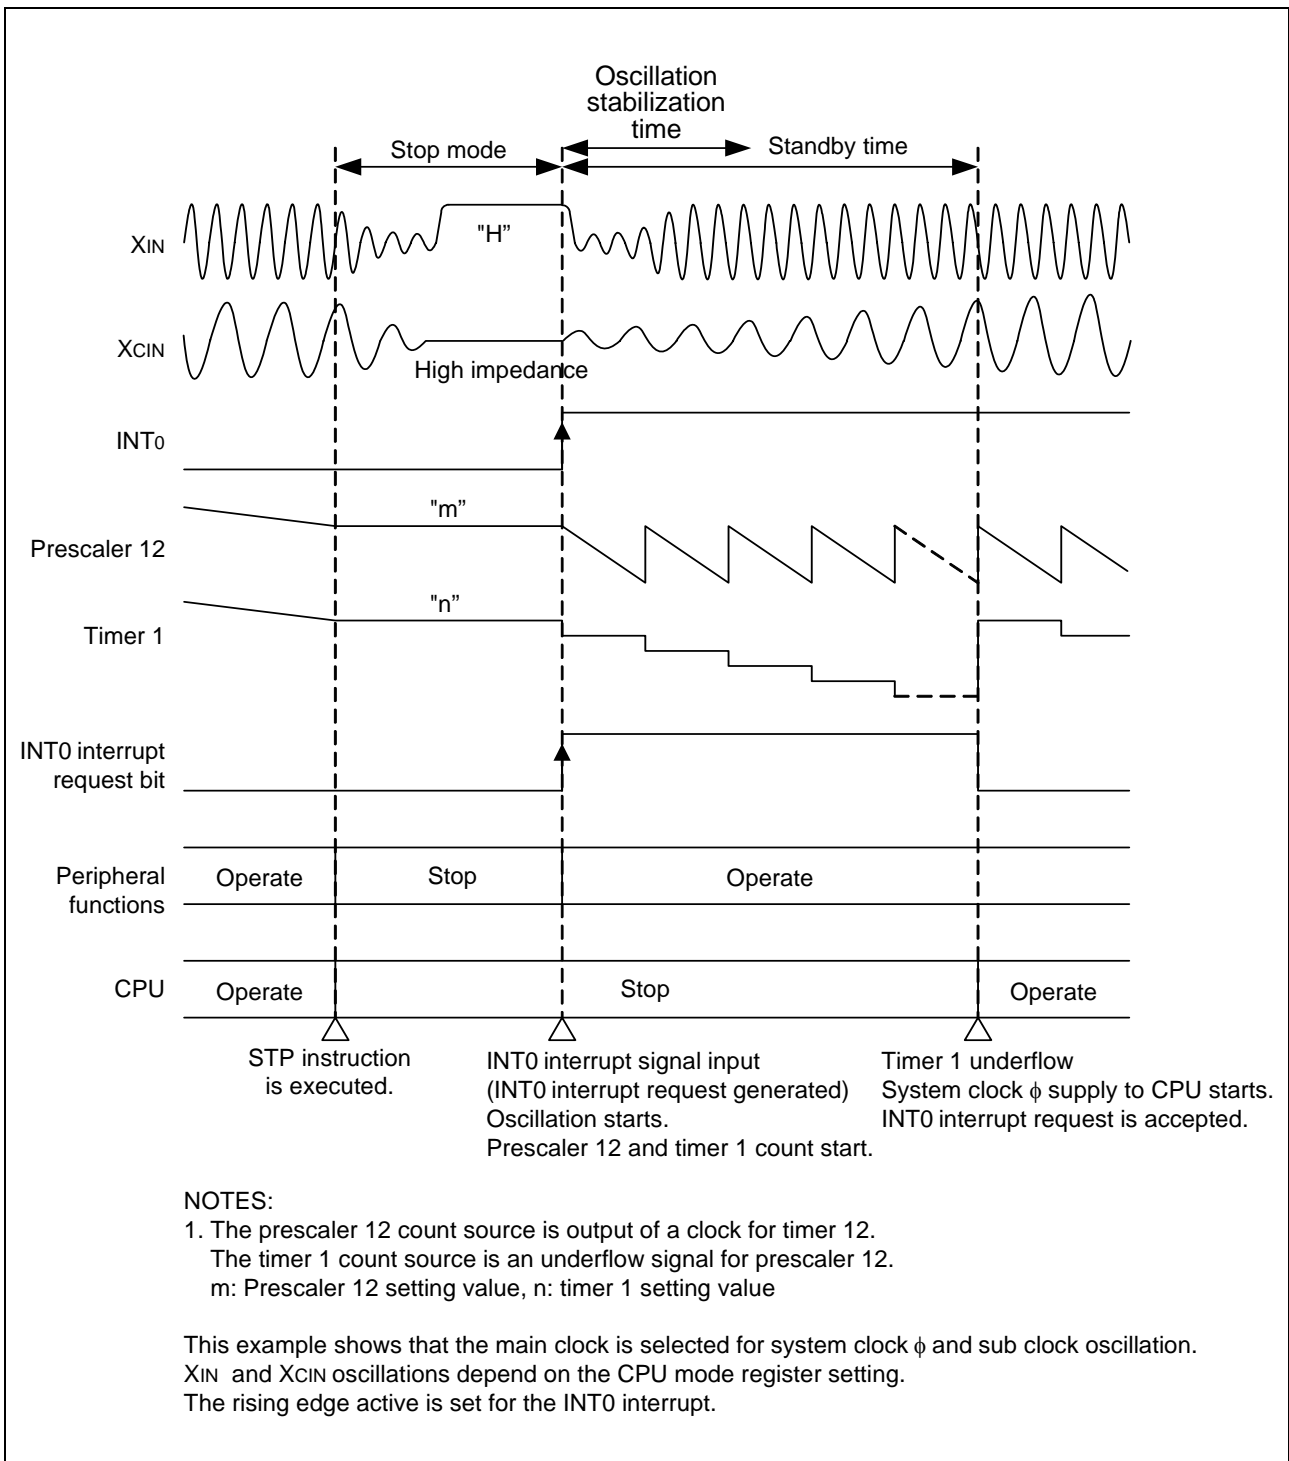 Oscillation
stabilization
time
Stop mode
Standby time
XIN
"H”
XCIN
High impedance
INT0
"m”
Prescaler 12
"n”
Timer 1
INT0 interrupt
request bit
Peripheral
functions
Operate
Stop
Operate
CPU
Operate
Stop
Operate
STP instruction
is executed.
INT0 interrupt signal input
(INT0 interrupt request generated)
Oscillation starts.
Prescaler 12 and timer 1 count start.
Timer 1 underflow
System clock ϕ supply to CPU starts.
INT0 interrupt request is accepted.
NOTES:
1. The prescaler 12 count source is output of a clock for timer 12.
The timer 1 count source is an underflow signal for prescaler 12.
m: Prescaler 12 setting value, n: timer 1 setting value
This example shows that the main clock is selected for system clock ϕ and sub clock oscillation.
XIN and XCIN oscillations depend on the CPU mode register setting.
The rising edge active is set for the INT0 interrupt.